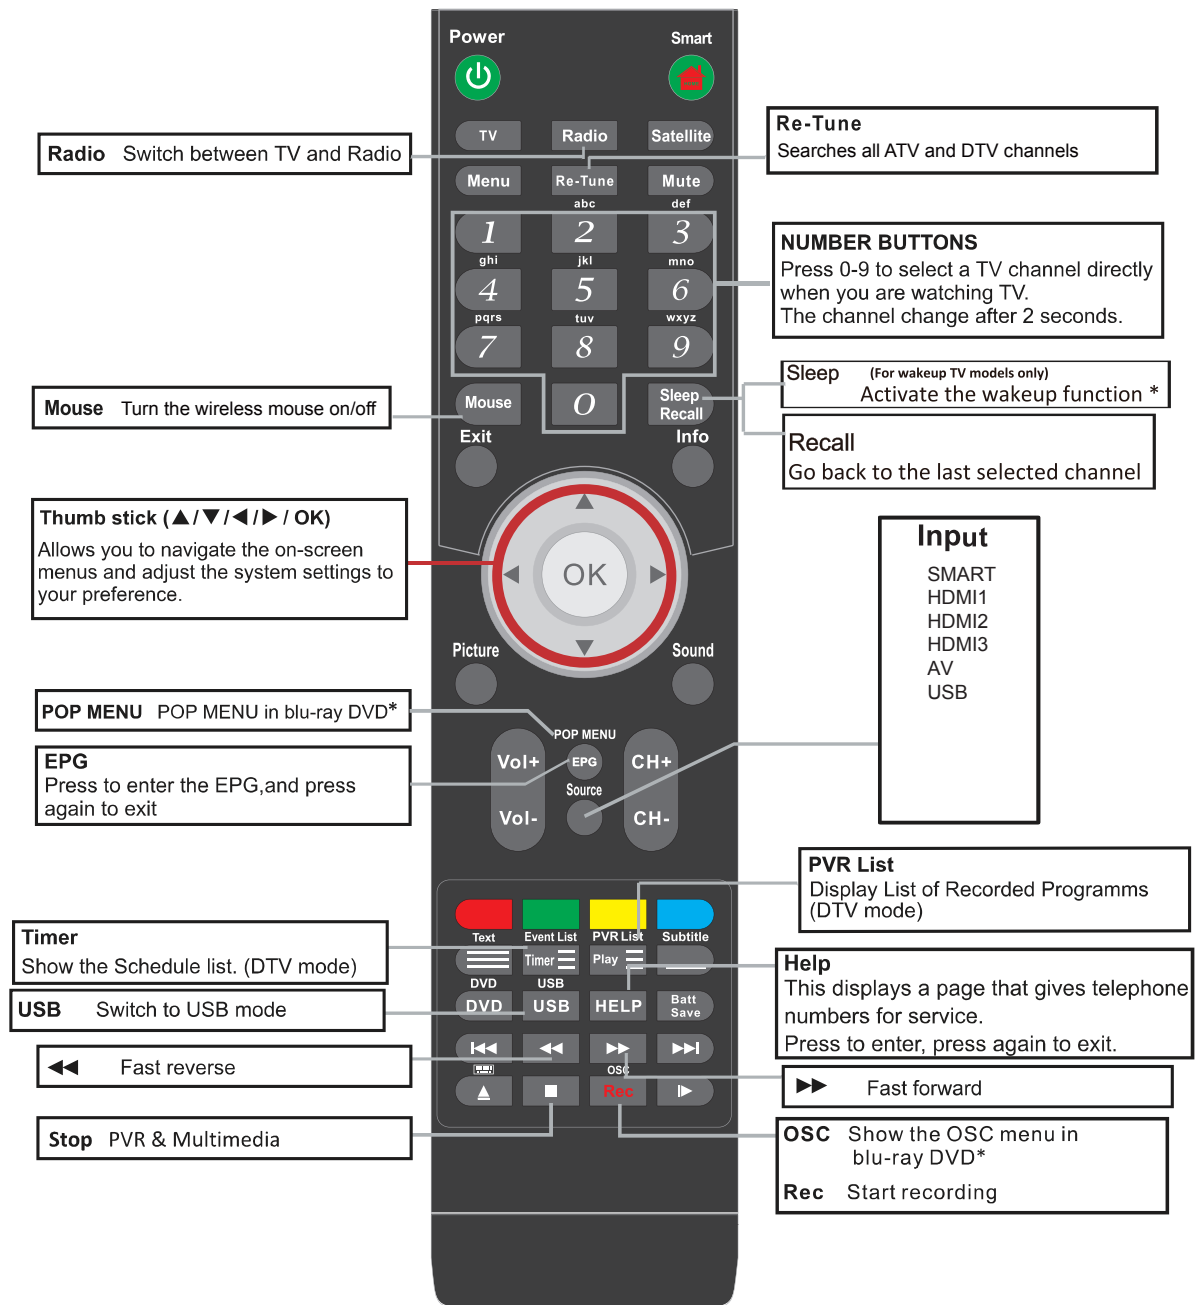 Power
Smart
TV
Radio
Satellite
Menu
Re-Tune
Mute
abc
def
1
2
3
ghi
jkl
mno
4
5
6
pqrs
tuv
wxyz
7
8
9
Mouse
0
Sleep
Recall
Exit
Info
OK
Picture
Sound
POP MENU
Vol+
EPG
CH+
Source
Vol-
CH-
Text
Event List
PVR List
Subtitle
Timer
Play
DVD
USB
DVD
USB
HELP
Batt
Save
OSC
Rec
Radio Switch between TV and Radio
Mouse Turn the wireless mouse on/off
Thumb stick (▲/▼/◀/▶ / OK)
Allows you to navigate the on-screen
menus and adjust the system settings to
your preference.
POP MENU POP MENU in blu-ray DVD*
EPG
Press to enter the EPG,and press
again to exit
Timer
Show the Schedule list. (DTV mode)
USB Switch to USB mode
◀◀ Fast reverse
Stop PVR & Multimedia
Re-Tune
Searches all ATV and DTV channels
NUMBER BUTTONS
Press 0-9 to select a TV channel directly
when you are watching TV.
The channel change after 2 seconds.
Sleep (For wakeup TV models only)
Activate the wakeup function *
Recall
Go back to the last selected channel
Input
SMART
HDMI1
HDMI2
HDMI3
AV
USB
PVR List
Display List of Recorded Programms
(DTV mode)
Help
This displays a page that gives telephone
numbers for service.
Press to enter, press again to exit.
▶▶ Fast forward
OSC Show the OSC menu in
blu-ray DVD*
Rec Start recording